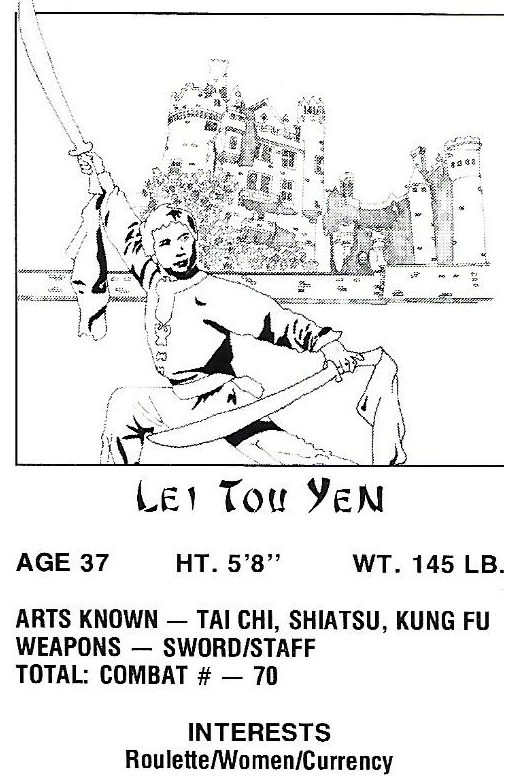 LEI TOU YEN
AGE 37 HT. 5'8" WT. 145 LB.
ARTS KNOWN — TAI CHI, SHIATSU, KUNG FU
WEAPONS — SWORD/STAFF
TOTAL: COMBAT # — 70
INTERESTS
Roulette/Women/Currency